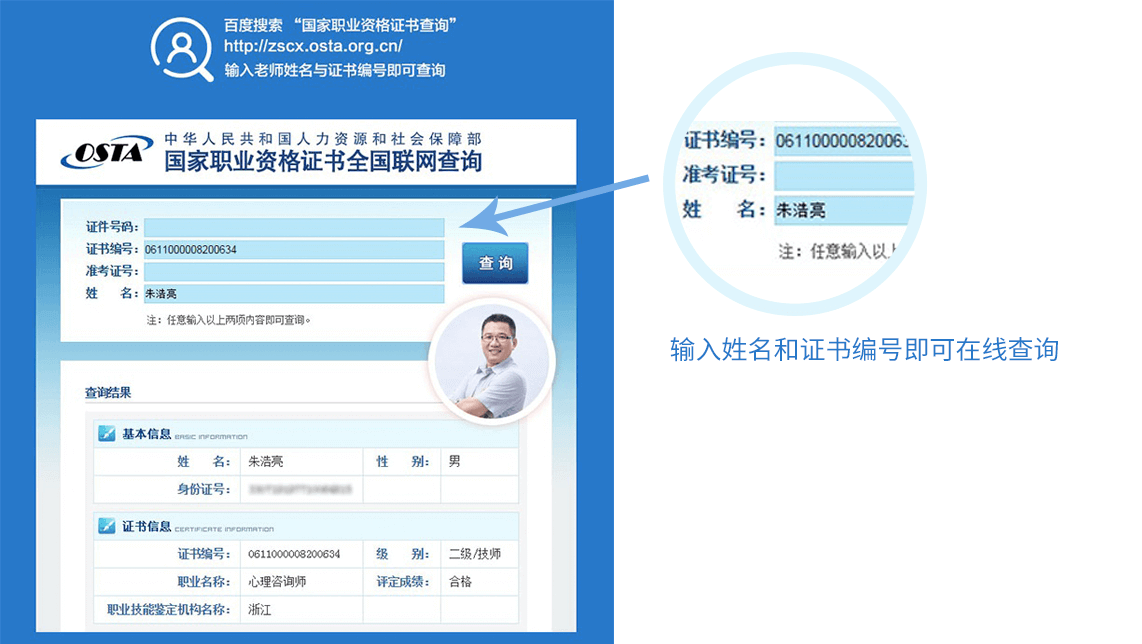 百度搜索 “国家职业资格证书查询”
http://zscx.osta.org.cn/
输入老师姓名与证书编号即可查询
OSTA
中华人民共和国人力资源和社会保障部
国家职业资格证书全国联网查询
证件号码：
证书编号： 0611000008200634
准考证号：
姓 名： 朱浩亮
查询
注：任意输入以上两项内容即可查询。
查询结果
基本信息 BASIC INFORMATION
姓 名： 朱浩亮 性 别： 男
身份证号：
证书信息 CERTIFICATE INFORMATION
证书编号： 0611000008200634 级 别： 二级/技师
职业名称： 心理咨询师 评定成绩： 合格
职业技能鉴定机构名称： 浙江
证书编号： 061100000820063
准考证号：
姓 名： 朱浩亮
注：任意输入以
输入姓名和证书编号即可在线查询